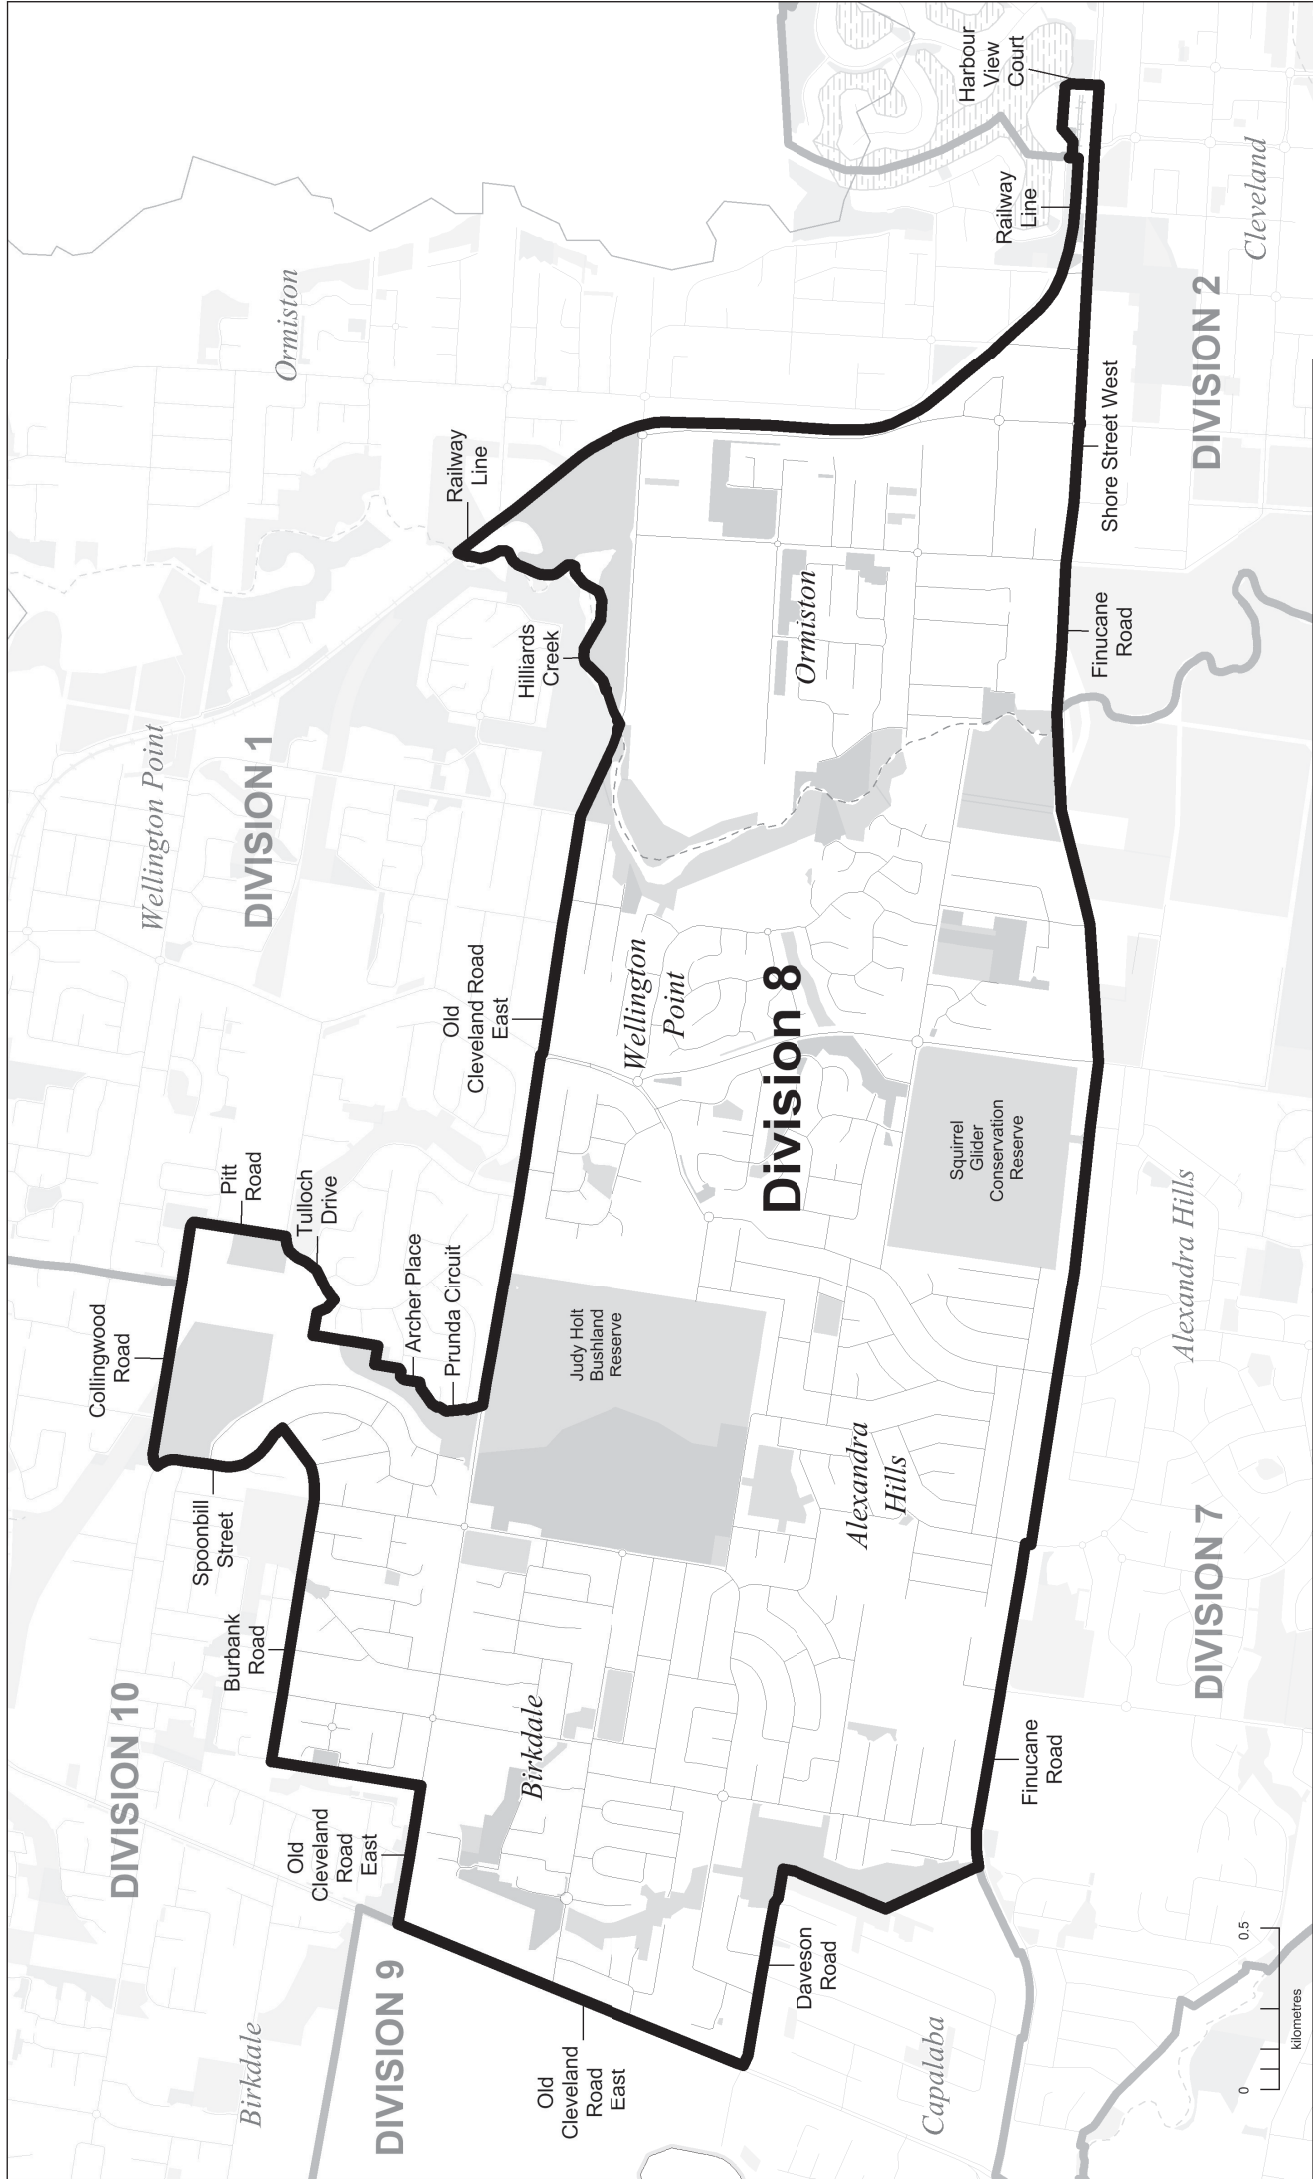 Harbour
View
Court
Railway
Line
Cleveland
DIVISION 2
Ormiston
Railway
Line
Shore Street West
Hilliards
Creek
Ormiston
Finucane
Road
Wellington Point
DIVISION 1
Old
Cleveland Road
East
Wellington
Point
Division 8
Squirrel
Glider
Conservation
Reserve
Pitt
Road
Tulloch
Drive
Archer Place
Prunda Circuit
Collingwood
Road
Judy Holt
Bushland
Reserve
Alexandra Hills
Alexandra
Hills
Spoonbill
Street
Burbank
Road
DIVISION 10
DIVISION 7
Birkdale
Finucane
Road
Old
Cleveland
Road
East
DIVISION 9
Birkdale
Old
Cleveland
Road
East
Daveson
Road
Capalaba
0
0.5
kilometres